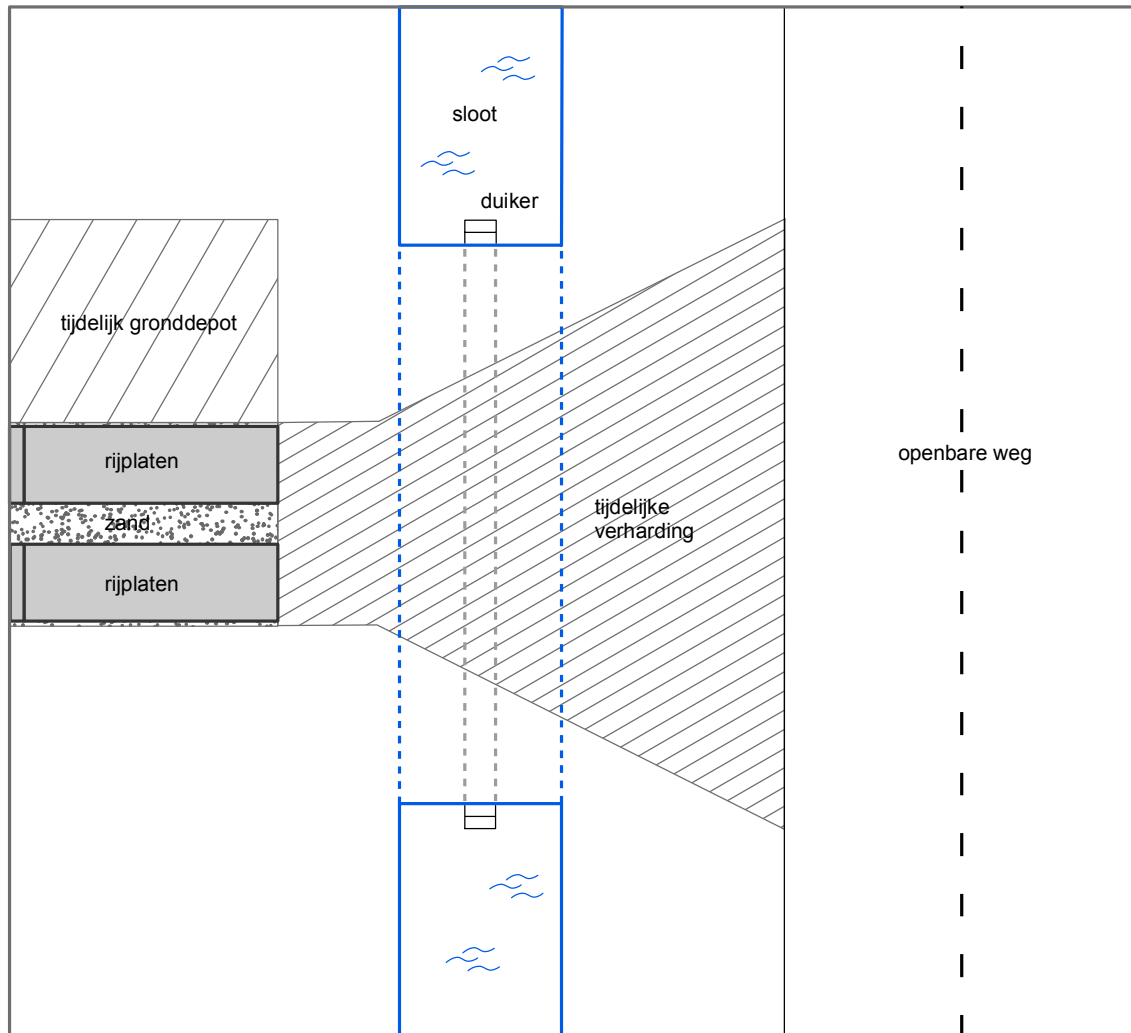 sloot
duiker
tijdelijk gronddepot
rijplaten
openbare weg
tijdelijke
verharding
zand
rijplaten